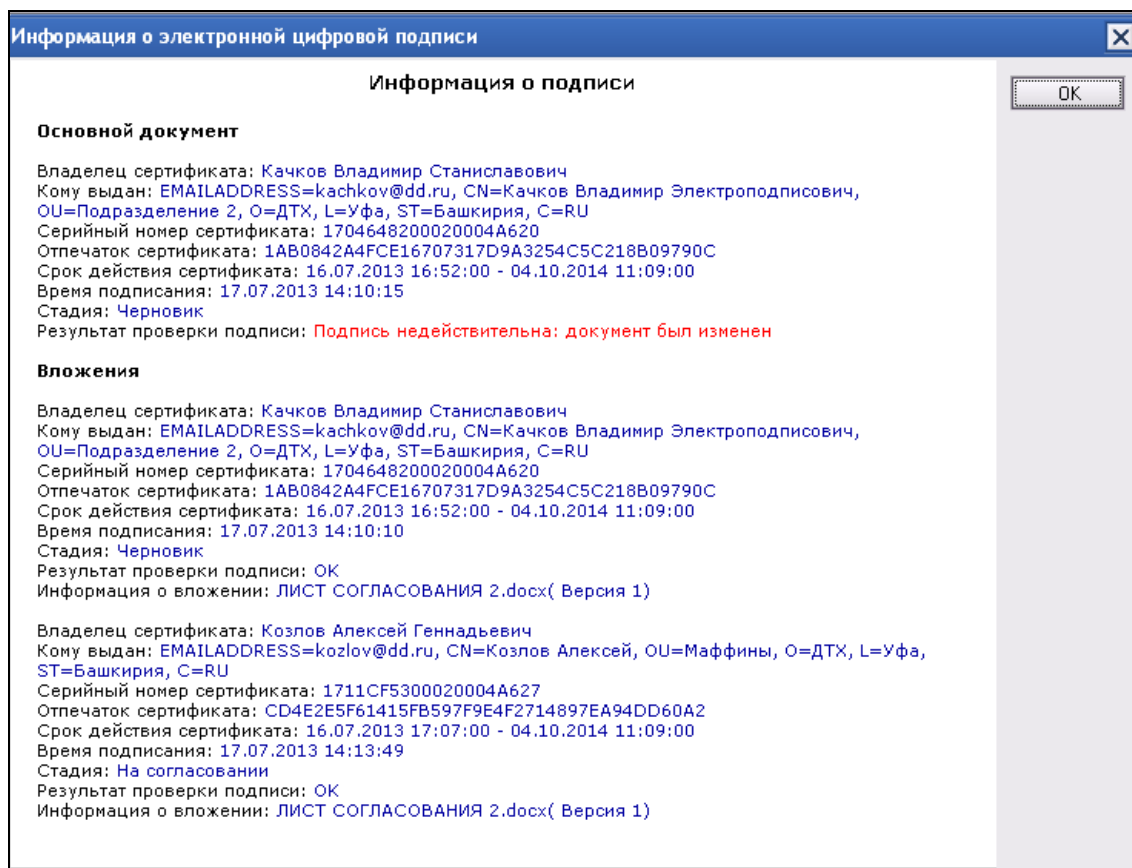 Информация о электронной цифровой подписи
Информация о подписи
OK
Основной документ
Владелец сертификата: Качков Владимир Станиславович
Кому выдан: EMAILADDRESS=kachkov@dd.ru, CN=Качков Владимир Электроподписович,
OU=Подразделение 2, O=ДТХ, L=Уфа, ST=Башкирия, C=RU
Серийный номер сертификата: 1704648200020004A620
Отпечаток сертификата: 1AB0842A4FCE16707317D9A3254C5C218B09790C
Срок действия сертификата: 16.07.2013 16:52:00 - 04.10.2014 11:09:00
Время подписания: 17.07.2013 14:10:15
Стадия: Черновик
Результат проверки подписи: Подпись недействительна: документ был изменен
Вложения
Владелец сертификата: Качков Владимир Станиславович
Кому выдан: EMAILADDRESS=kachkov@dd.ru, CN=Качков Владимир Электроподписович,
OU=Подразделение 2, O=ДТХ, L=Уфа, ST=Башкирия, C=RU
Серийный номер сертификата: 1704648200020004A620
Отпечаток сертификата: 1AB0842A4FCE16707317D9A3254C5C218B09790C
Срок действия сертификата: 16.07.2013 16:52:00 - 04.10.2014 11:09:00
Время подписания: 17.07.2013 14:10:10
Стадия: Черновик
Результат проверки подписи: OK
Информация о вложении: ЛИСТ СОГЛАСОВАНИЯ 2.docx( Версия 1)
Владелец сертификата: Козлов Алексей Геннадьевич
Кому выдан: EMAILADDRESS=kozlov@dd.ru, CN=Козлов Алексей, OU=Маффины, O=ДТХ, L=Уфа,
ST=Башкирия, C=RU
Серийный номер сертификата: 1711CF5300020004A627
Отпечаток сертификата: CD4E2E5F61415FB597F9E4F2714897EA94DD60A2
Срок действия сертификата: 16.07.2013 17:07:00 - 04.10.2014 11:09:00
Время подписания: 17.07.2013 14:13:49
Стадия: На согласовании
Результат проверки подписи: OK
Информация о вложении: ЛИСТ СОГЛАСОВАНИЯ 2.docx( Версия 1)